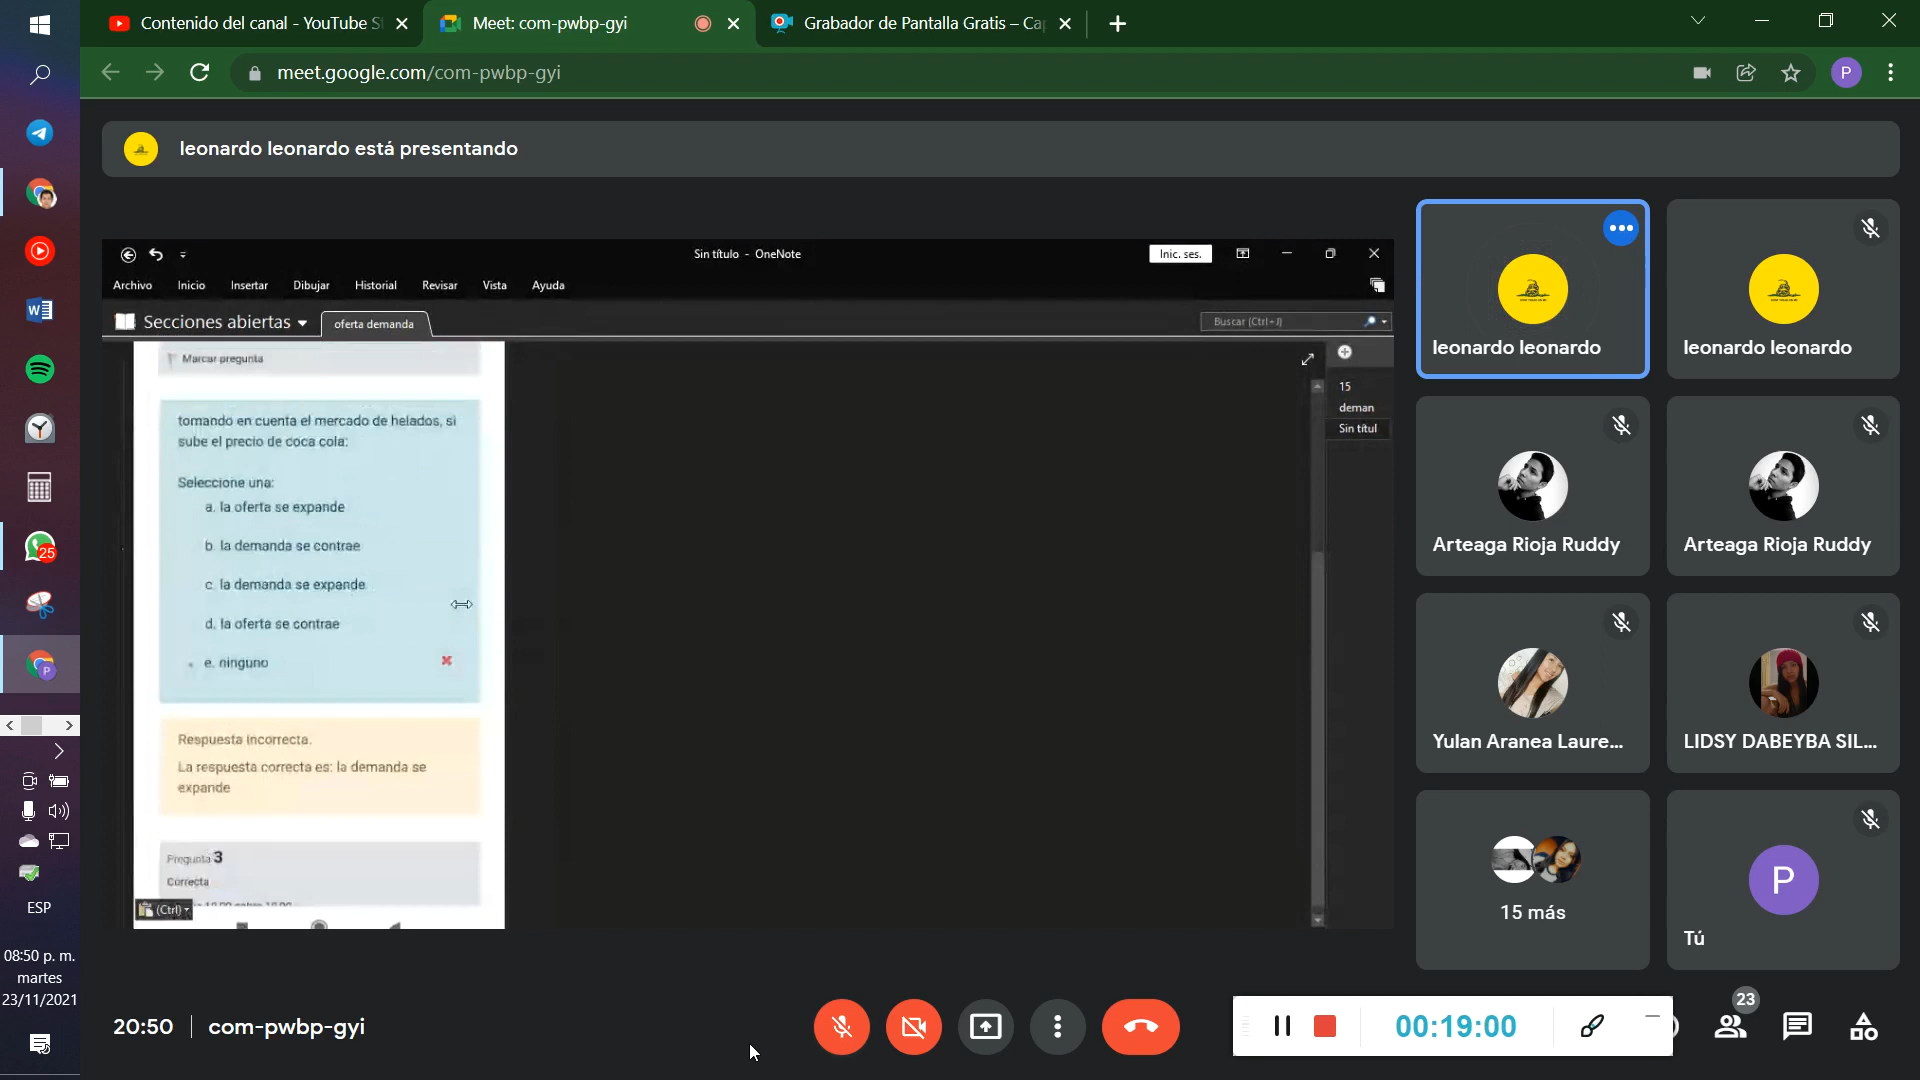 Contenido del canal - YouTube S
Meet: com-pwbp-gyi
Grabador de Pantalla Gratis – Ca
meet.google.com/com-pwbp-gyi
P
leonardo leonardo está presentando
Sin título - OneNote
Inic. ses.
Archivo
Inicio
Insertar
Dibujar
Historial
Revisar
Vista
Ayuda
Secciones abiertas
oferta demanda
Buscar (Ctrl+J)
15
deman
Sin títul
Marcar pregunta
tomando en cuenta el mercado de helados, si
sube el precio de coca cola:
Seleccione una:
a. la oferta se expande
b. la demanda se contrae
c. la demanda se expande
d. la oferta se contrae
e. ninguno
Respuesta incorrecta.
La respuesta correcta es: la demanda se
expande
Pregunta 3
Correcta
(Ctrl)
leonardo leonardo
leonardo leonardo
Arteaga Rioja Ruddy
Arteaga Rioja Ruddy
Yulan Aranea Laure...
LIDSY DABEYBA SIL...
15 más
P
Tú
25
P
ESP
08:50 p. m.
martes
23/11/2021
20:50
com-pwbp-gyi
00:19:00
23